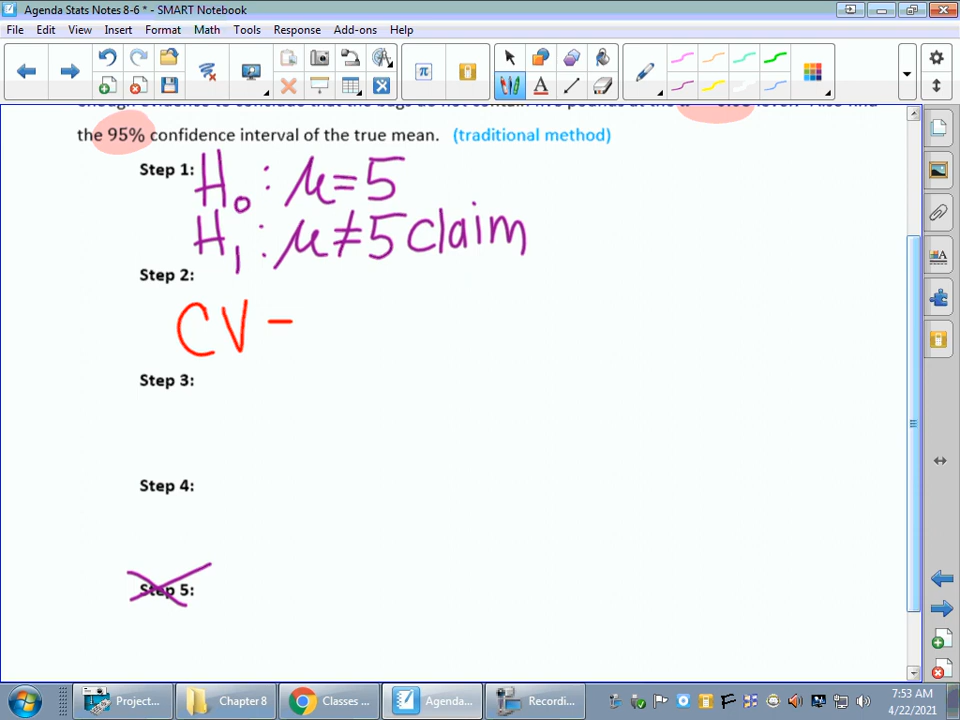 Agenda Stats Notes 8-6 * - SMART Notebook
File Edit View Insert Format Math Tools Response Add-ons Help
the 95% confidence interval of the true mean. (traditional method)
Step 1: H₀ : μ = 5
H₁ : μ ≠ 5 Claim
Step 2:
CV -
Step 3:
Step 4:
Step 5:
Project...
Chapter 8
Classes ...
Agenda...
Recordi...
7:53 AM
4/22/2021